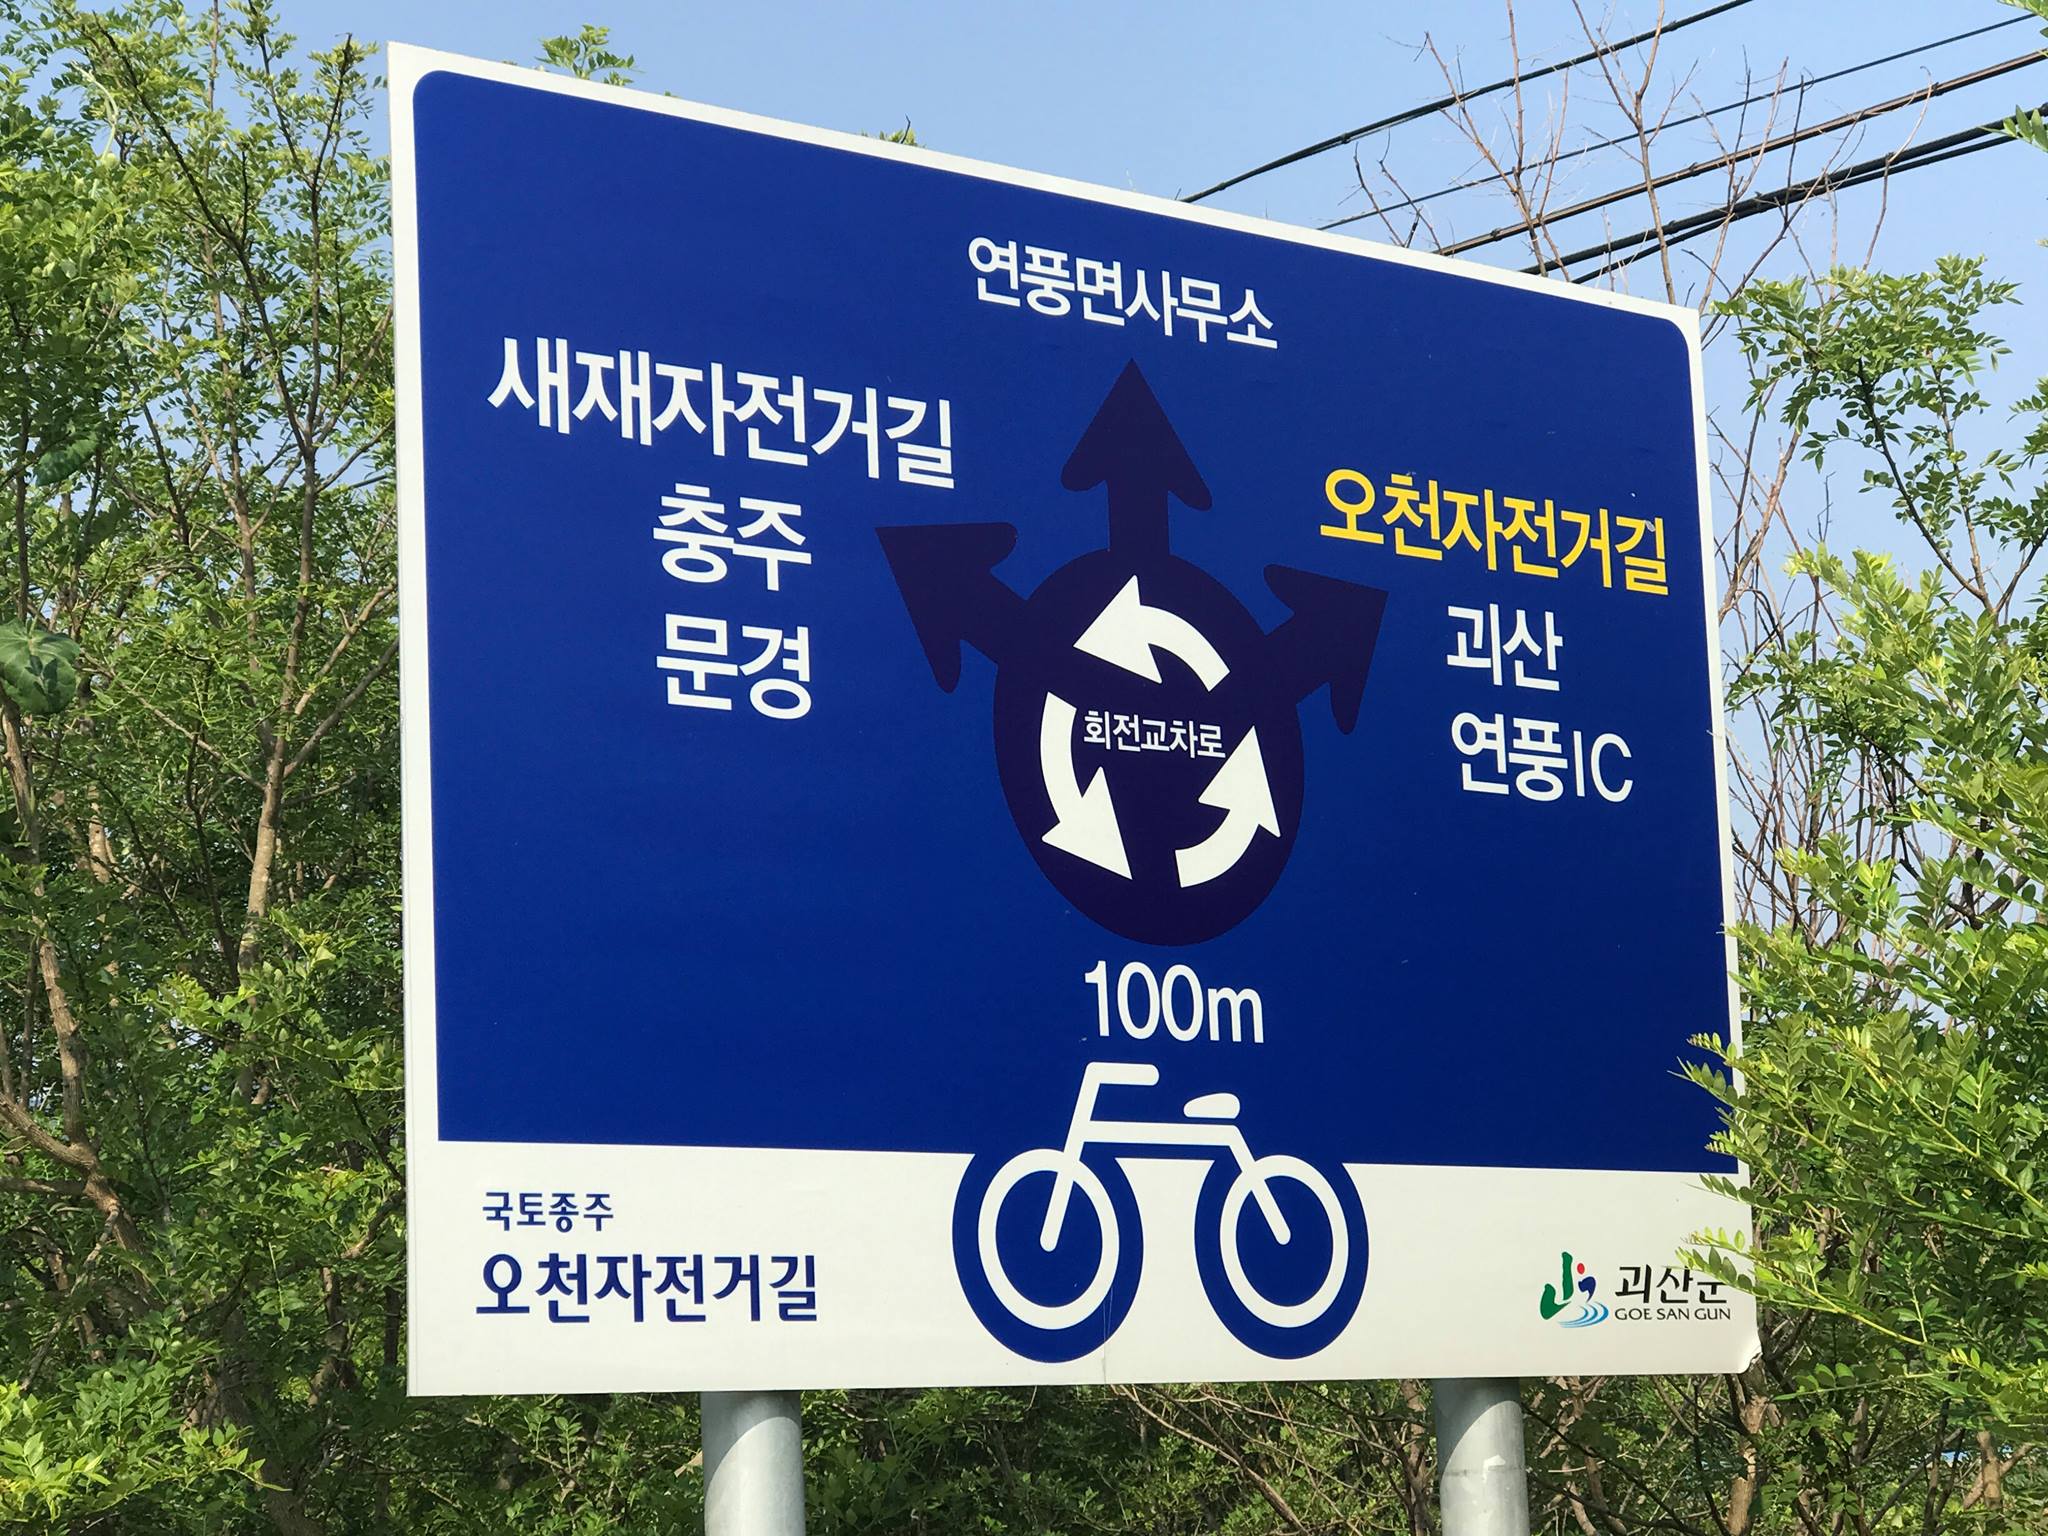 연풍면사무소
새재자전거길
충주
문경
오천자전거길
괴산
연풍IC
회전교차로
100m
국토종주
오천자전거길
괴산군
GOE SAN GUN